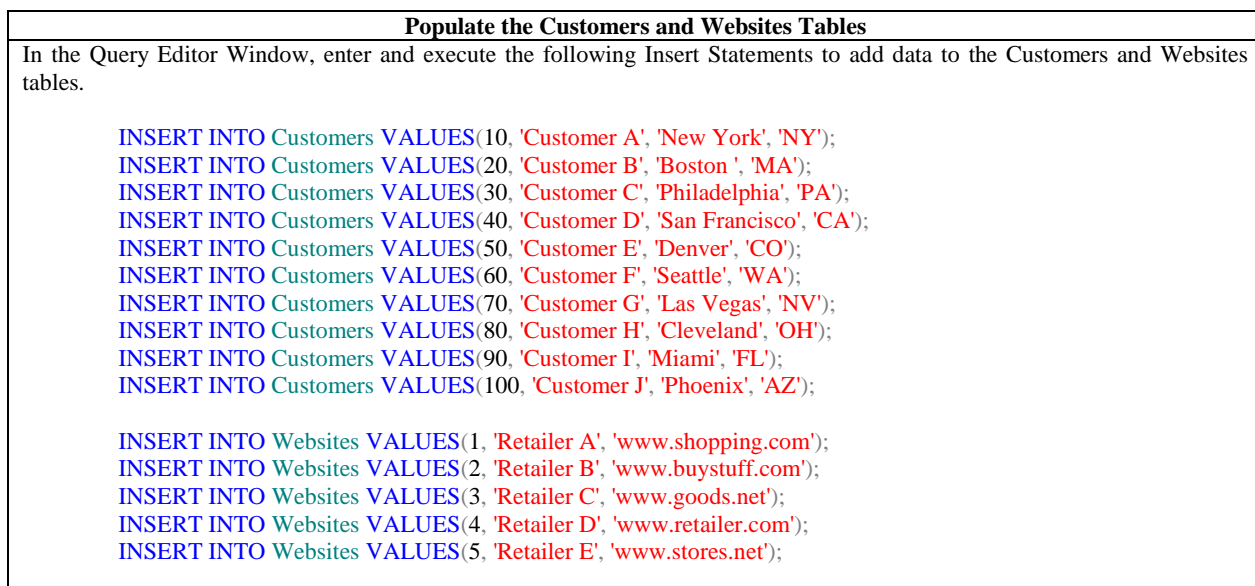 Populate the Customers and Websites Tables
In the Query Editor Window, enter and execute the following Insert Statements to add data to the Customers and Websites
tables.
INSERT INTO Customers VALUES(10, 'Customer A', 'New York', 'NY');
INSERT INTO Customers VALUES(20, 'Customer B', 'Boston ', 'MA');
INSERT INTO Customers VALUES(30, 'Customer C', 'Philadelphia', 'PA');
INSERT INTO Customers VALUES(40, 'Customer D', 'San Francisco', 'CA');
INSERT INTO Customers VALUES(50, 'Customer E', 'Denver', 'CO');
INSERT INTO Customers VALUES(60, 'Customer F', 'Seattle', 'WA');
INSERT INTO Customers VALUES(70, 'Customer G', 'Las Vegas', 'NV');
INSERT INTO Customers VALUES(80, 'Customer H', 'Cleveland', 'OH');
INSERT INTO Customers VALUES(90, 'Customer I', 'Miami', 'FL');
INSERT INTO Customers VALUES(100, 'Customer J', 'Phoenix', 'AZ');
INSERT INTO Websites VALUES(1, 'Retailer A', 'www.shopping.com');
INSERT INTO Websites VALUES(2, 'Retailer B', 'www.buystuff.com');
INSERT INTO Websites VALUES(3, 'Retailer C', 'www.goods.net');
INSERT INTO Websites VALUES(4, 'Retailer D', 'www.retailer.com');
INSERT INTO Websites VALUES(5, 'Retailer E', 'www.stores.net');